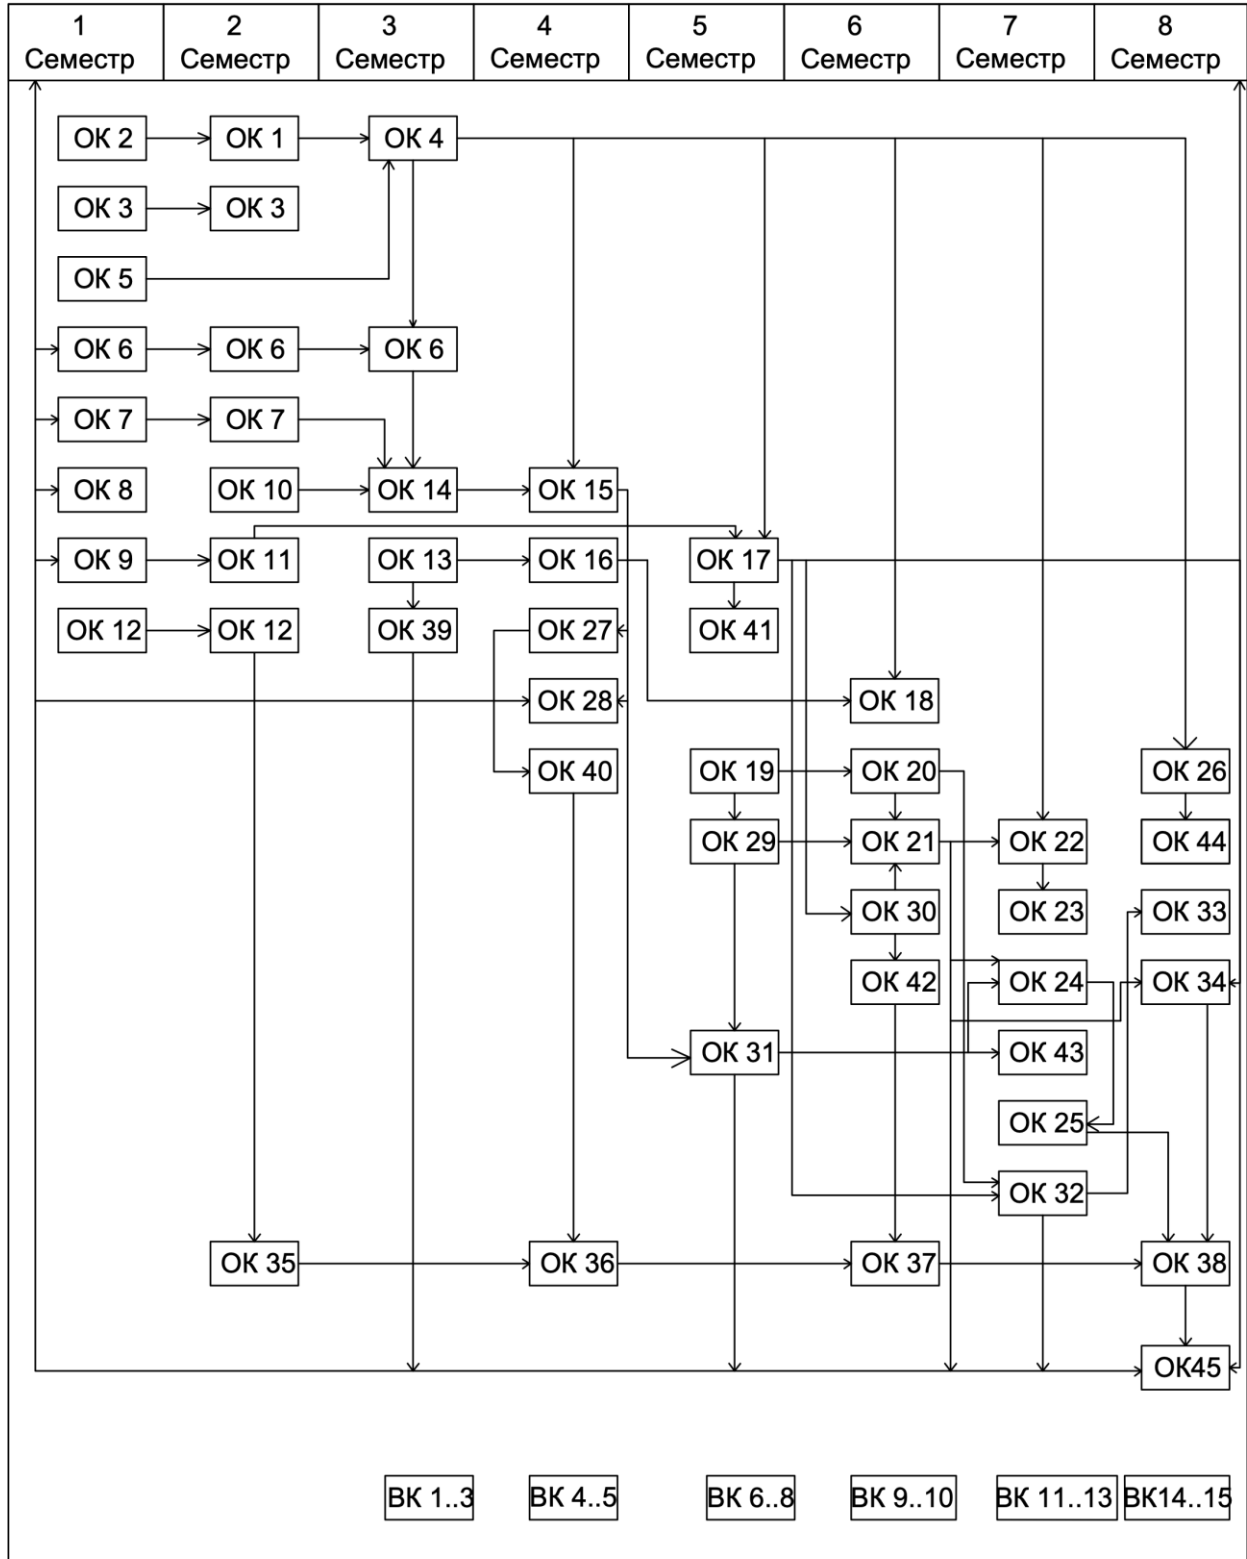 1 2 3 4 5 6 7 8
Семестр Семестр Семестр Семестр Семестр Семестр Семестр Семестр
ОК 2 ОК 1 ОК 4
ОК 3 ОК 3
ОК 5
ОК 6 ОК 6 ОК 6
ОК 7 ОК 7
ОК 8 ОК 10 ОК 14 ОК 15
ОК 9 ОК 11 ОК 13 ОК 16 ОК 17
ОК 12 ОК 12 ОК 39 ОК 27 ОК 41
ОК 28 ОК 18
ОК 40 ОК 19 ОК 20 ОК 26
ОК 29 ОК 21 ОК 22 ОК 44
ОК 30 ОК 23 ОК 33
ОК 42 ОК 24 ОК 34
ОК 31 ОК 43
ОК 25
ОК 32
ОК 35 ОК 36 ОК 37 ОК 38
ОК45
ВК 1..3 ВК 4..5 ВК 6..8 ВК 9..10 ВК 11..13 ВК14..15